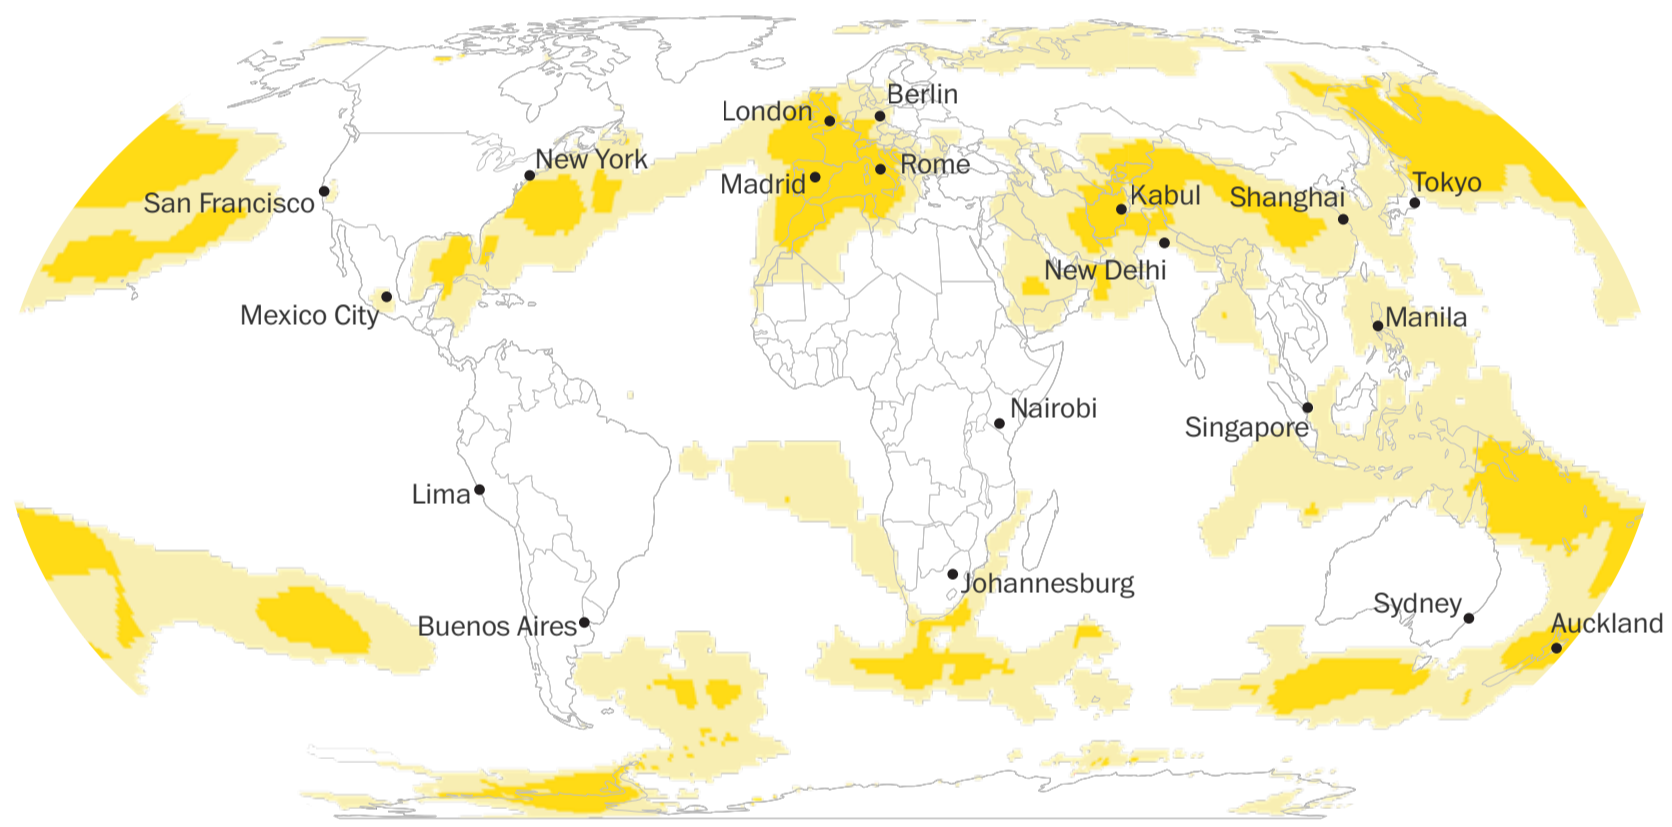 Berlin
London
New York
Rome
Madrid
Kabul
Shanghai
Tokyo
San Francisco
New Delhi
Mexico City
Manila
Nairobi
Singapore
Lima
Johannesburg
Sydney
Buenos Aires
Auckland